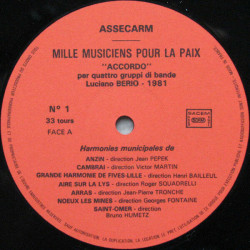 ASSECARM
MILLE MUSICIENS POUR LA PAIX
"ACCORDO"
per quattro gruppi di bande
Luciano BERIO - 1981
N° 1
33 tours
FACE A
SACEM
Harmonies municipales de
ANZIN - direction Jean PEPEK
CAMBRAI - direction Victor MARTIN
GRANDE HARMONIE DE FIVES-LILLE - direction Henri BAILLEUL
AIRE SUR LA LYS - direction Roger SQUADRELLI
ARRAS - direction Jean-Pierre TRONCHE
NOEUX LES MINES - direction Georges FONTAINE
SAINT-OMER - direction
Bruno HUMETZ